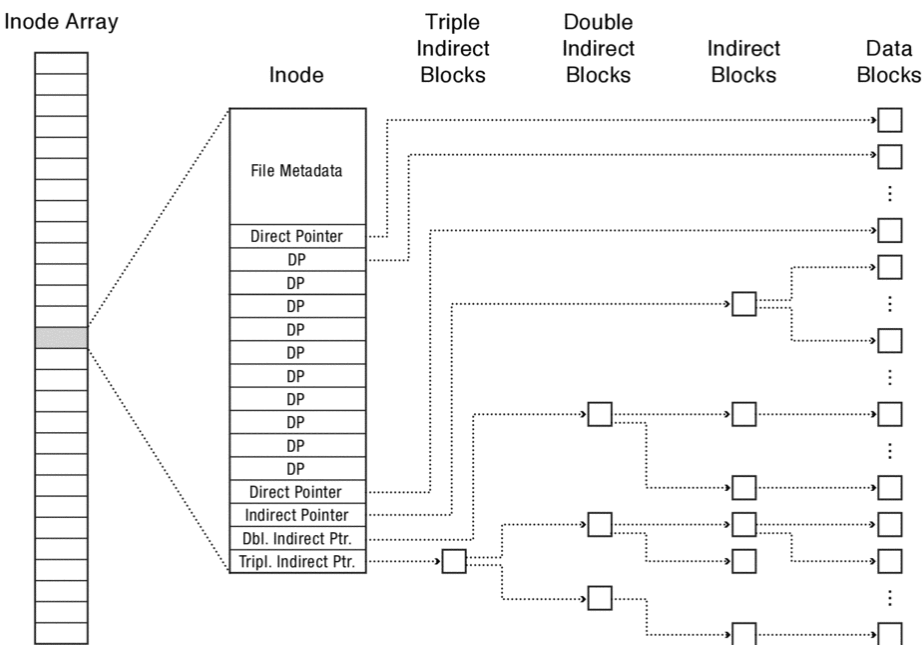 Inode Array
Inode
Triple
Indirect
Blocks
Double
Indirect
Blocks
Indirect
Blocks
Data
Blocks
File Metadata
Direct Pointer
DP
DP
DP
DP
DP
DP
DP
DP
DP
DP
Direct Pointer
Indirect Pointer
Dbl. Indirect Ptr.
Tripl. Indirect Ptr.